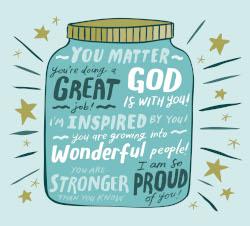 YOU MATTER
you're doing a
GREAT
job!
GOD
IS WITH YOU!
I'M INSPIRED BY YOU!
you are growing into
Wonderful people!
YOU ARE
STRONGER
THAN YOU KNOW
I am so
PROUD
of you!